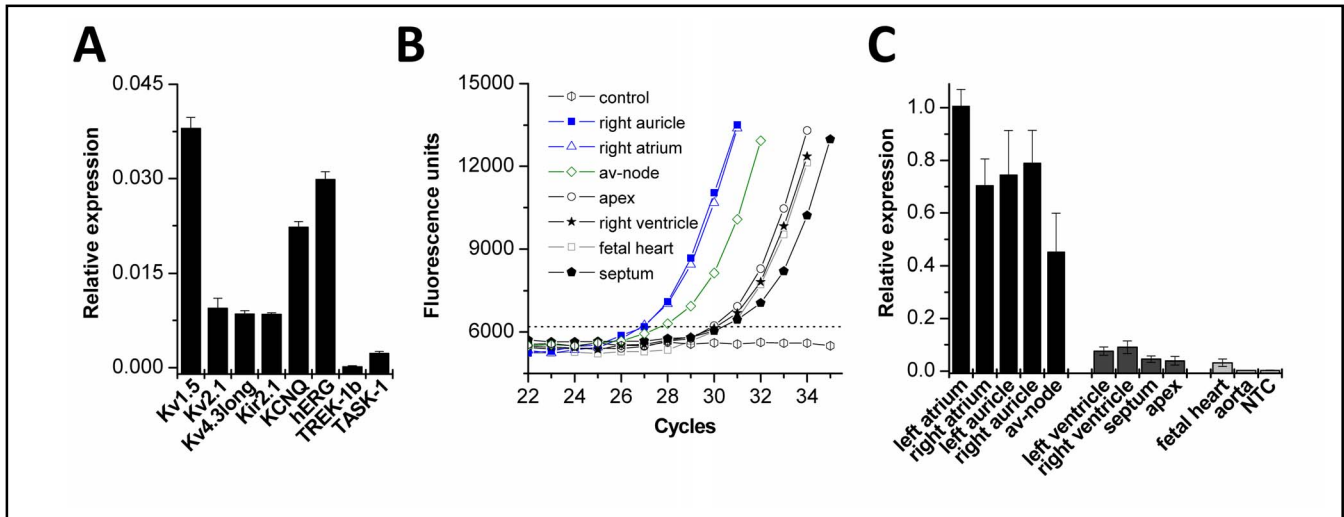 A
Relative expression
0.045
0.030
0.015
0.000
Kv1.5
Kv2.1
Kv4.3long
Kir2.1
KCNQ
hERG
TREK-1b
TASK-1
B
Fluorescence units
15000
12000
9000
6000
control
right auricle
right atrium
av-node
apex
right ventricle
fetal heart
septum
22 24 26 28 30 32 34
Cycles
C
Relative expression
1.0
0.8
0.6
0.4
0.2
0.0
left atrium
right atrium
left auricle
right auricle
av-node
left ventricle
right ventricle
septum
apex
fetal heart
aorta
NTC